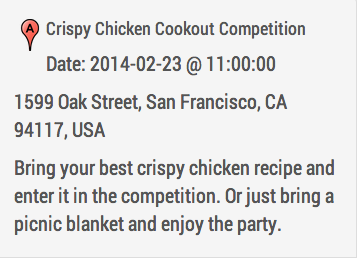 A
Crispy Chicken Cookout Competition
Date: 2014-02-23 @ 11:00:00
1599 Oak Street, San Francisco, CA
94117, USA
Bring your best crispy chicken recipe and
enter it in the competition. Or just bring a
picnic blanket and enjoy the party.